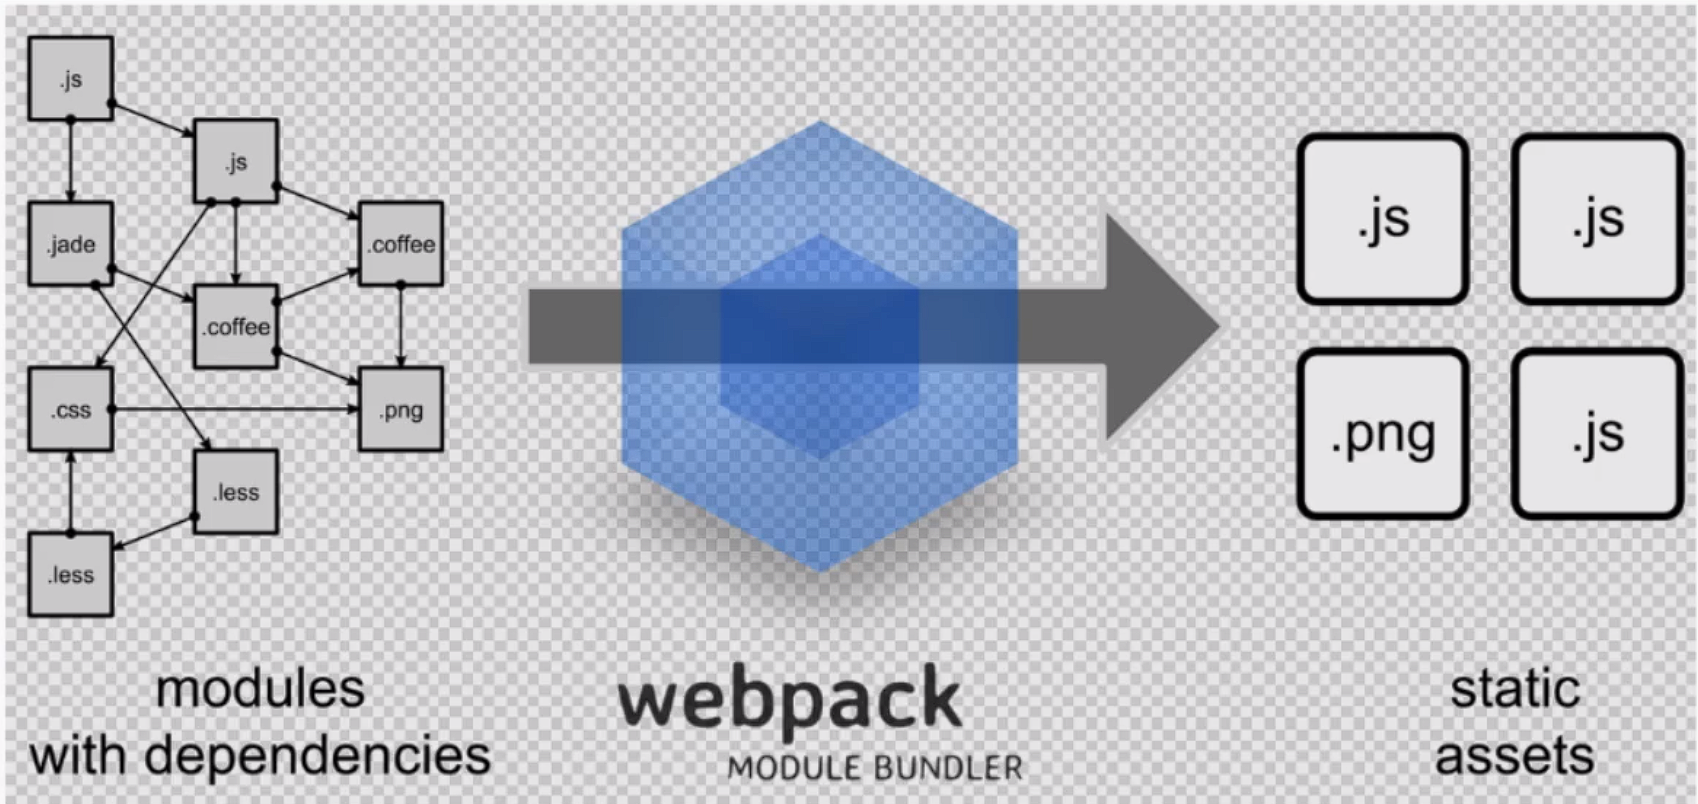 .js
.js
.jade
.coffee
.coffee
.css
.png
.less
.less
modules
with dependencies
webpack
MODULE BUNDLER
.js
.js
.png
.js
static
assets